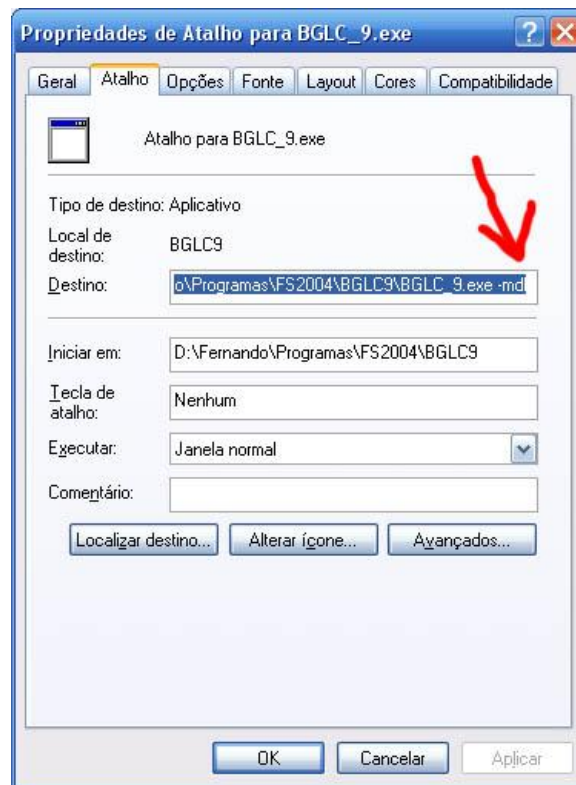 Propriedades de Atalho para BGLC_9.exe
Geral Atalho Opções Fonte Layout Cores Compatibilidade
Atalho para BGLC_9.exe
Tipo de destino: Aplicativo
Local de destino: BGLC9
Destino: o\Programas\FS2004\BGLC9\BGLC_9.exe -md
Iniciar em: D:\Fernando\Programas\FS2004\BGLC9
Tecla de atalho: Nenhum
Executar: Janela normal
Comentário:
Localizar destino... Alterar ícone... Avançados...
OK Cancelar Aplicar